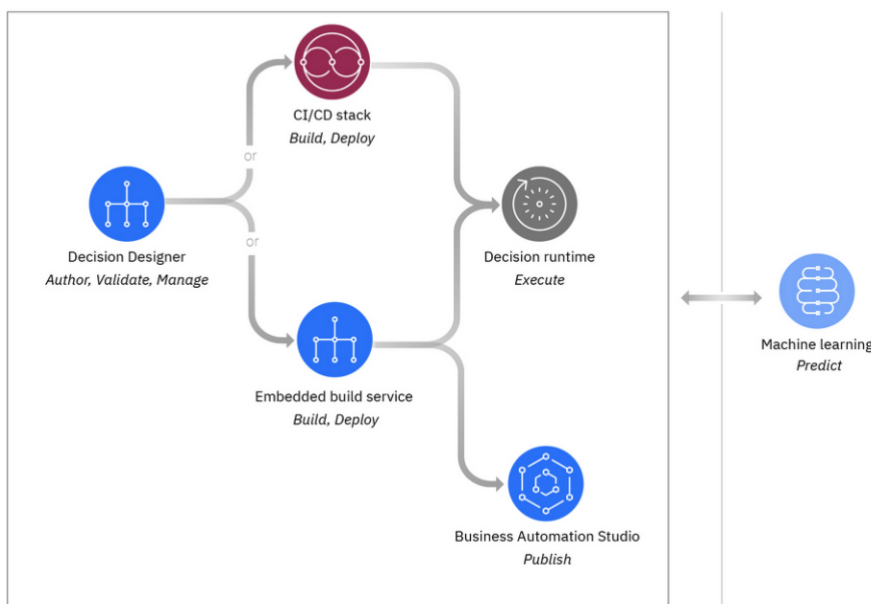 CI/CD stack
Build, Deploy
or
Decision Designer
Author, Validate, Manage
or
Decision runtime
Execute
Machine learning
Predict
Embedded build service
Build, Deploy
Business Automation Studio
Publish